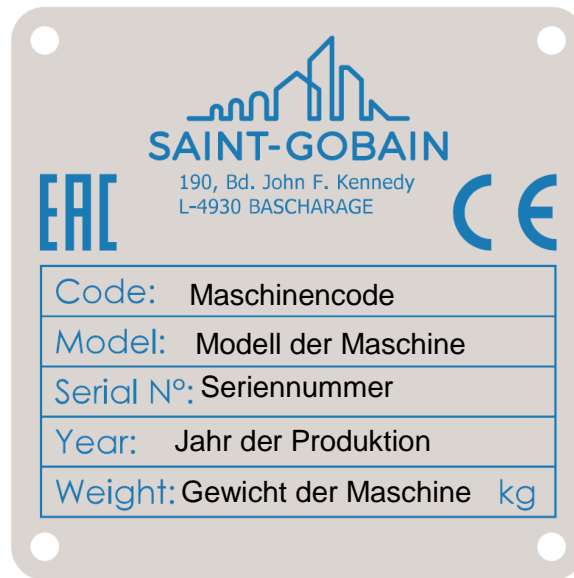 SAINT-GOBAIN
190, Bd. John F. Kennedy
L-4930 BASCHARAGE
EAC CE
Code: Maschinencode
Model: Modell der Maschine
Serial N°: Seriennummer
Year: Jahr der Produktion
Weight: Gewicht der Maschine kg